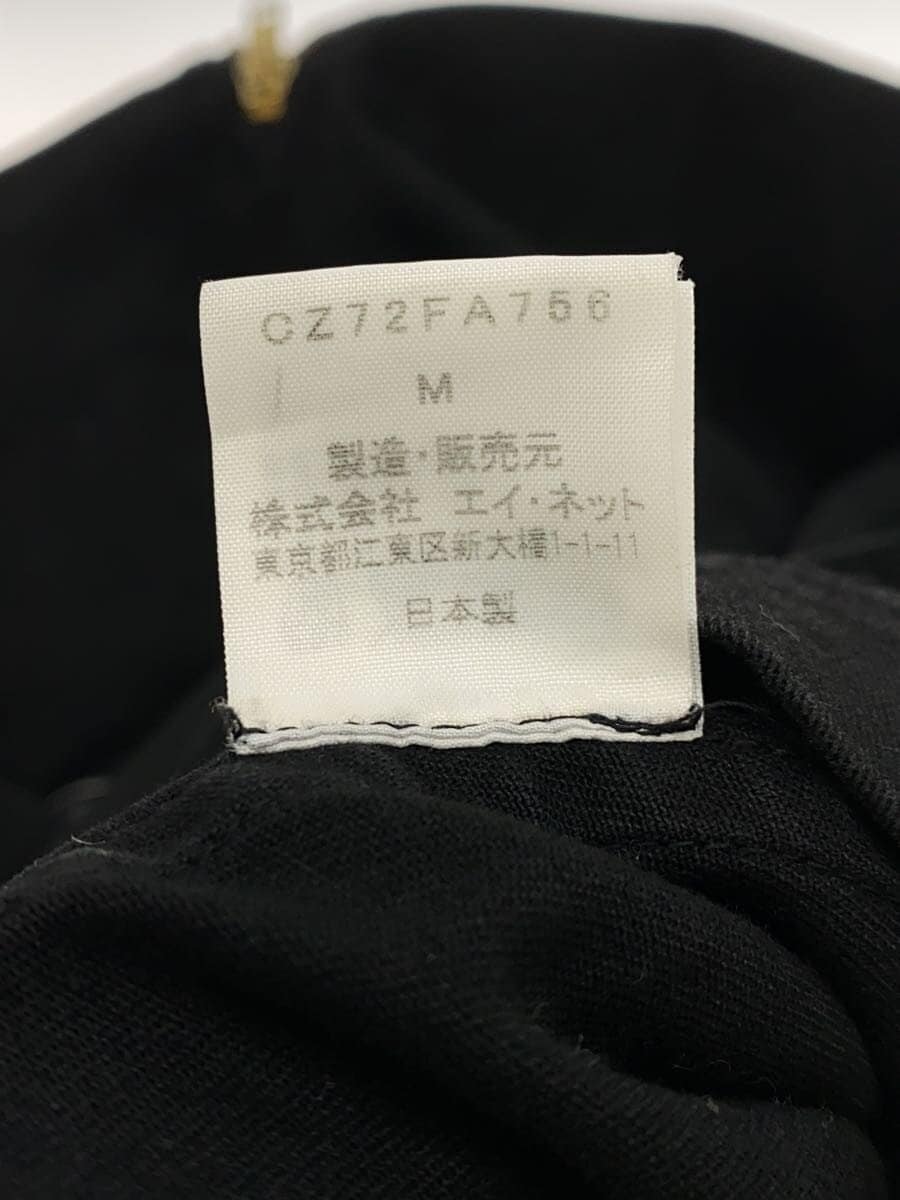 CZ72FA756
M
製造・販売元
株式会社 エイ・ネット
東京都江東区新大橋1-1-11
日本製